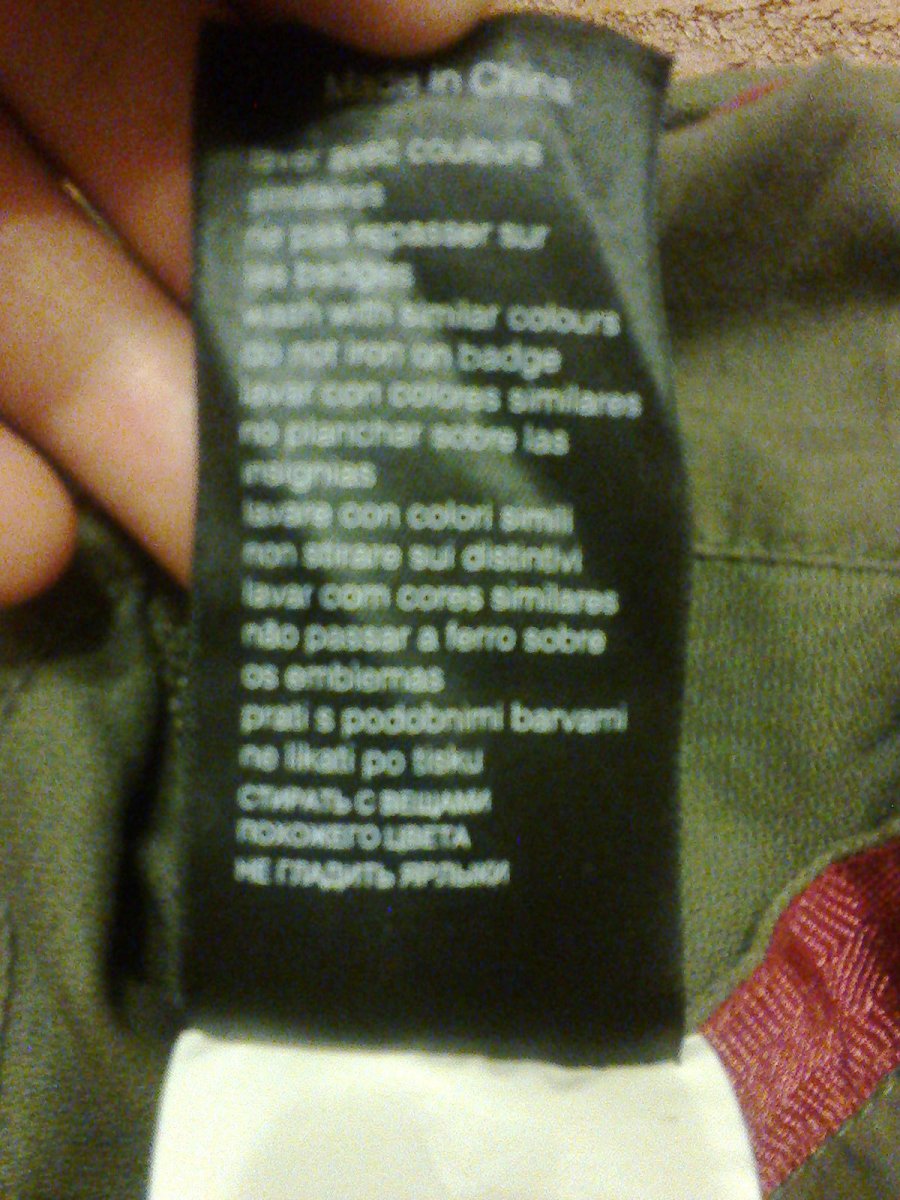 Made in China
laver avec couleurs
similaires
ne pas repasser sur
les badges
wash with similar colours
do not iron on badge
lavar con colores similares
no planchar sobre las
insignias
lavare con colori simili
non stirare sui distintivi
lavar com cores similares
não passar a ferro sobre
os emblemas
prati s podobnimi barvami
ne likati po tisku
СТИРАТЬ С ВЕЩАМИ
ПОХОЖЕГО ЦВЕТА
НЕ ГЛАДИТЬ ЯРЛЫКИ